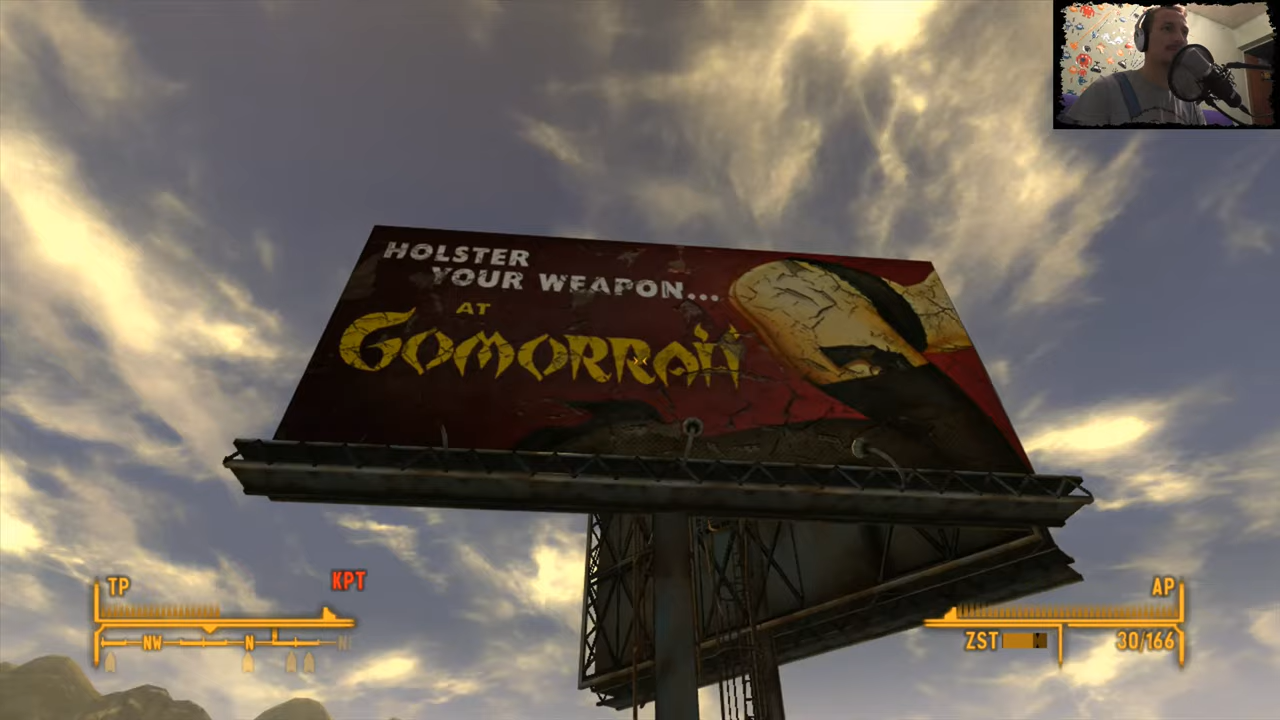 HOLSTER
YOUR WEAPON...
AT
GOMORRAH
TP
KPT
NW
N
AP
ZST
30/166